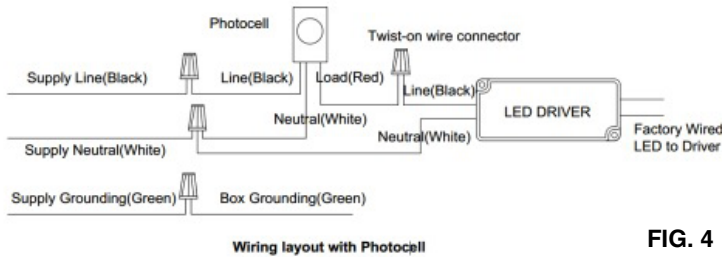 Photocell
Twist-on wire connector
Supply Line(Black)
Line(Black)
Load(Red)
Line(Black)
LED DRIVER
Neutral(White)
Neutral(White)
Factory Wired
LED to Driver
Supply Neutral(White)
Supply Grounding(Green)
Box Grounding(Green)
Wiring layout with Photocell
FIG. 4